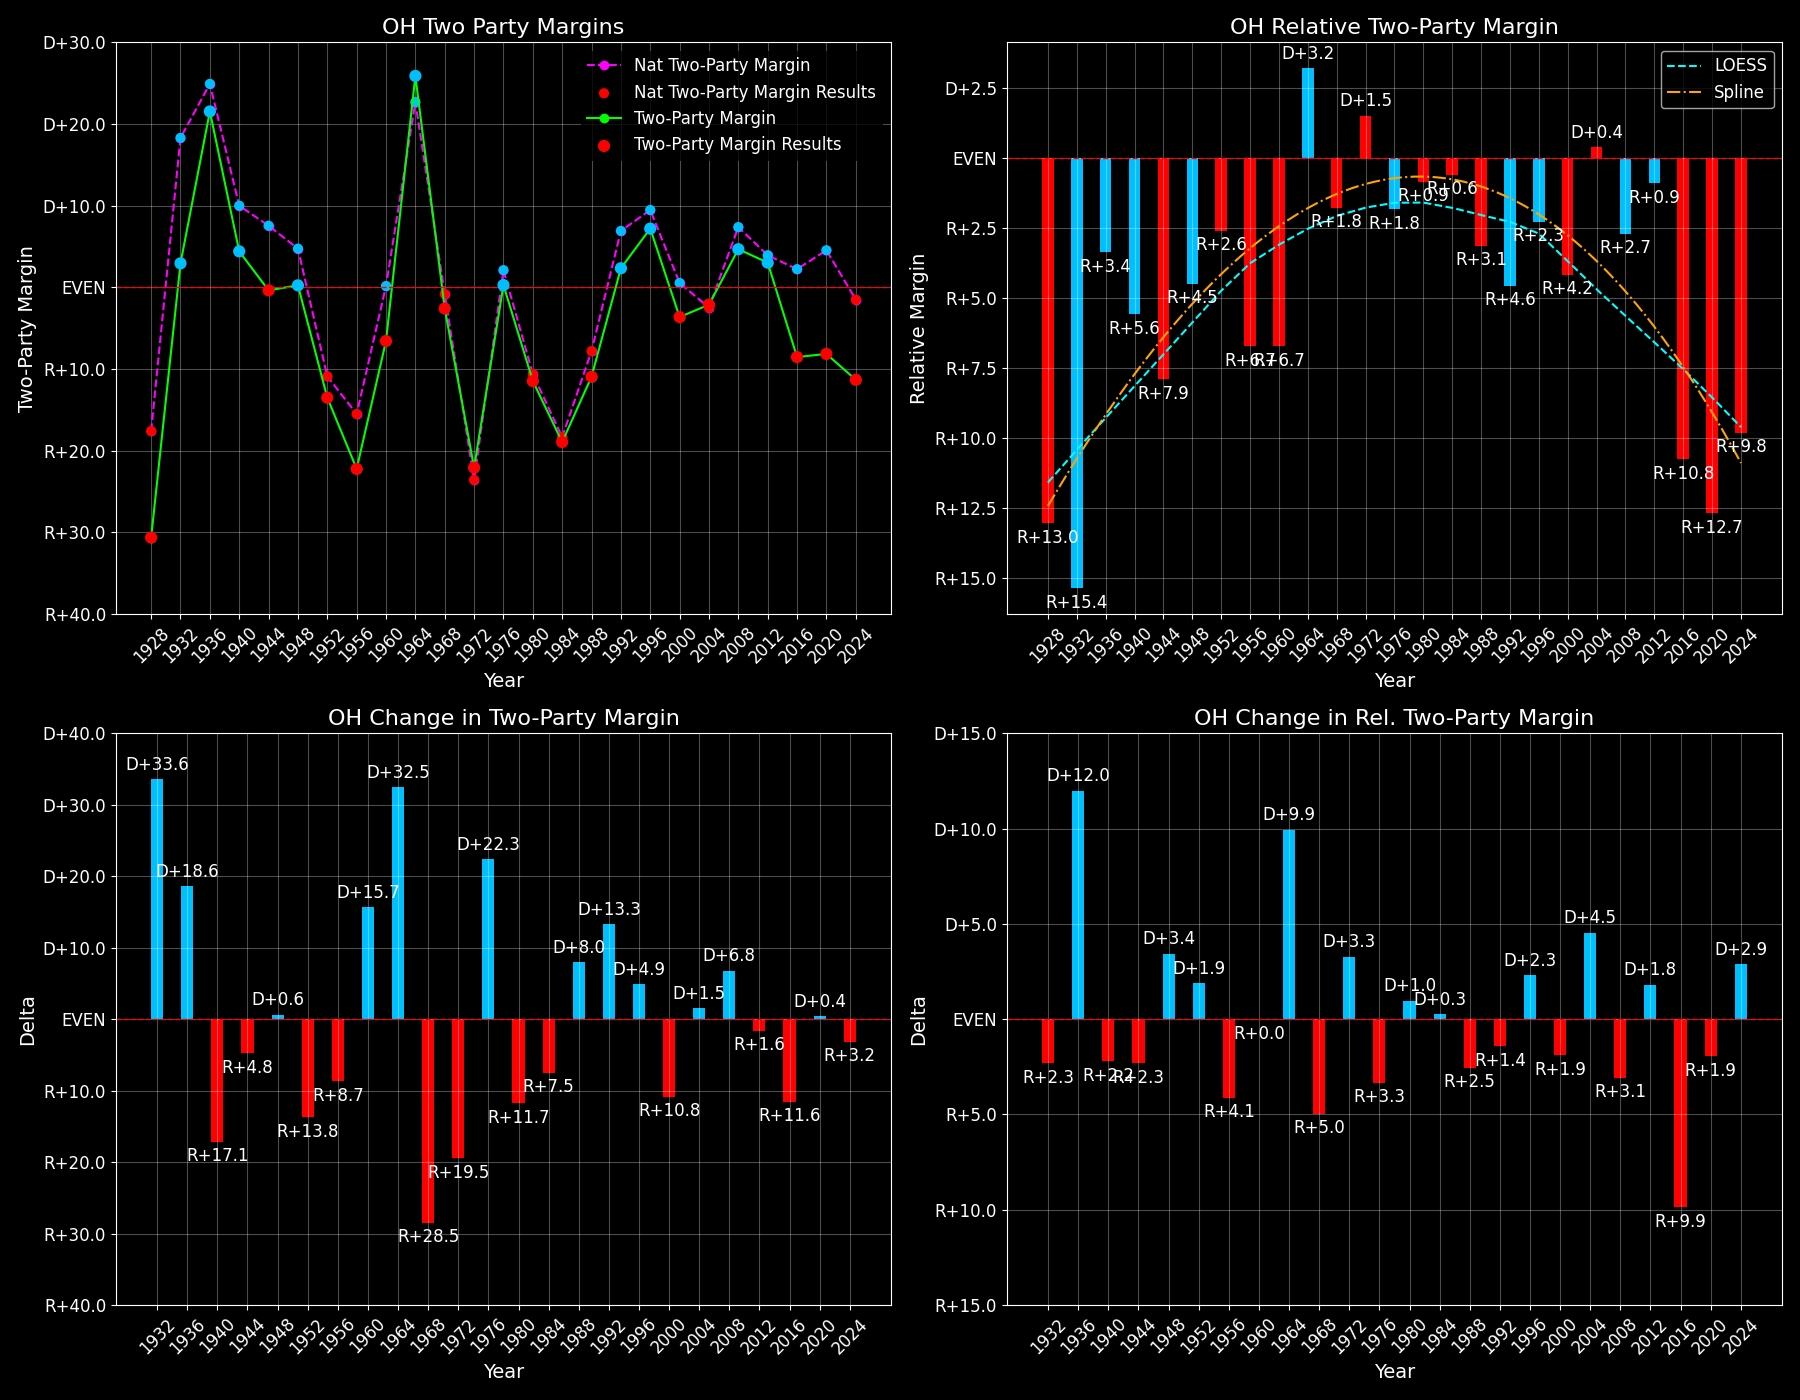 OH Two Party Margins
D+30.0
D+20.0
D+10.0
EVEN
R+10.0
R+20.0
R+30.0
R+40.0
Two-Party Margin
Nat Two-Party Margin
Nat Two-Party Margin Results
Two-Party Margin
Two-Party Margin Results
1928 1932 1936 1940 1944 1948 1952 1956 1960 1964 1968 1972 1976 1980 1984 1988 1992 1996 2000 2004 2008 2012 2016 2020 2024
Year
OH Relative Two-Party Margin
D+2.5
EVEN
R+2.5
R+5.0
R+7.5
R+10.0
R+12.5
R+15.0
Relative Margin
LOESS
Spline
R+13.0
R+15.4
R+3.4
R+5.6
R+7.9
R+4.5
R+2.6
R+6.7
R+6.7
D+3.2
R+1.8
D+1.5
R+1.8
R+0.9
R+0.6
R+3.1
R+4.6
R+2.3
R+4.2
D+0.4
R+2.7
R+0.9
R+10.8
R+12.7
R+9.8
1928 1932 1936 1940 1944 1948 1952 1956 1960 1964 1968 1972 1976 1980 1984 1988 1992 1996 2000 2004 2008 2012 2016 2020 2024
Year
OH Change in Two-Party Margin
D+40.0
D+30.0
D+20.0
D+10.0
EVEN
R+10.0
R+20.0
R+30.0
R+40.0
Delta
D+33.6
D+18.6
R+17.1
R+4.8
D+0.6
R+13.8
R+8.7
D+15.7
D+32.5
R+28.5
R+19.5
D+22.3
R+11.7
R+7.5
D+8.0
D+13.3
D+4.9
R+10.8
D+1.5
D+6.8
R+1.6
R+11.6
D+0.4
R+3.2
1932 1936 1940 1944 1948 1952 1956 1960 1964 1968 1972 1976 1980 1984 1988 1992 1996 2000 2004 2008 2012 2016 2020 2024
Year
OH Change in Rel. Two-Party Margin
D+15.0
D+10.0
D+5.0
EVEN
R+5.0
R+10.0
R+15.0
Delta
R+2.3
D+12.0
R+2.2
R+2.3
D+3.4
D+1.9
R+4.1
R+0.0
D+9.9
R+5.0
D+3.3
R+3.3
D+1.0
D+0.3
R+2.5
R+1.4
D+2.3
R+1.9
D+4.5
R+3.1
D+1.8
R+9.9
R+1.9
D+2.9
1932 1936 1940 1944 1948 1952 1956 1960 1964 1968 1972 1976 1980 1984 1988 1992 1996 2000 2004 2008 2012 2016 2020 2024
Year